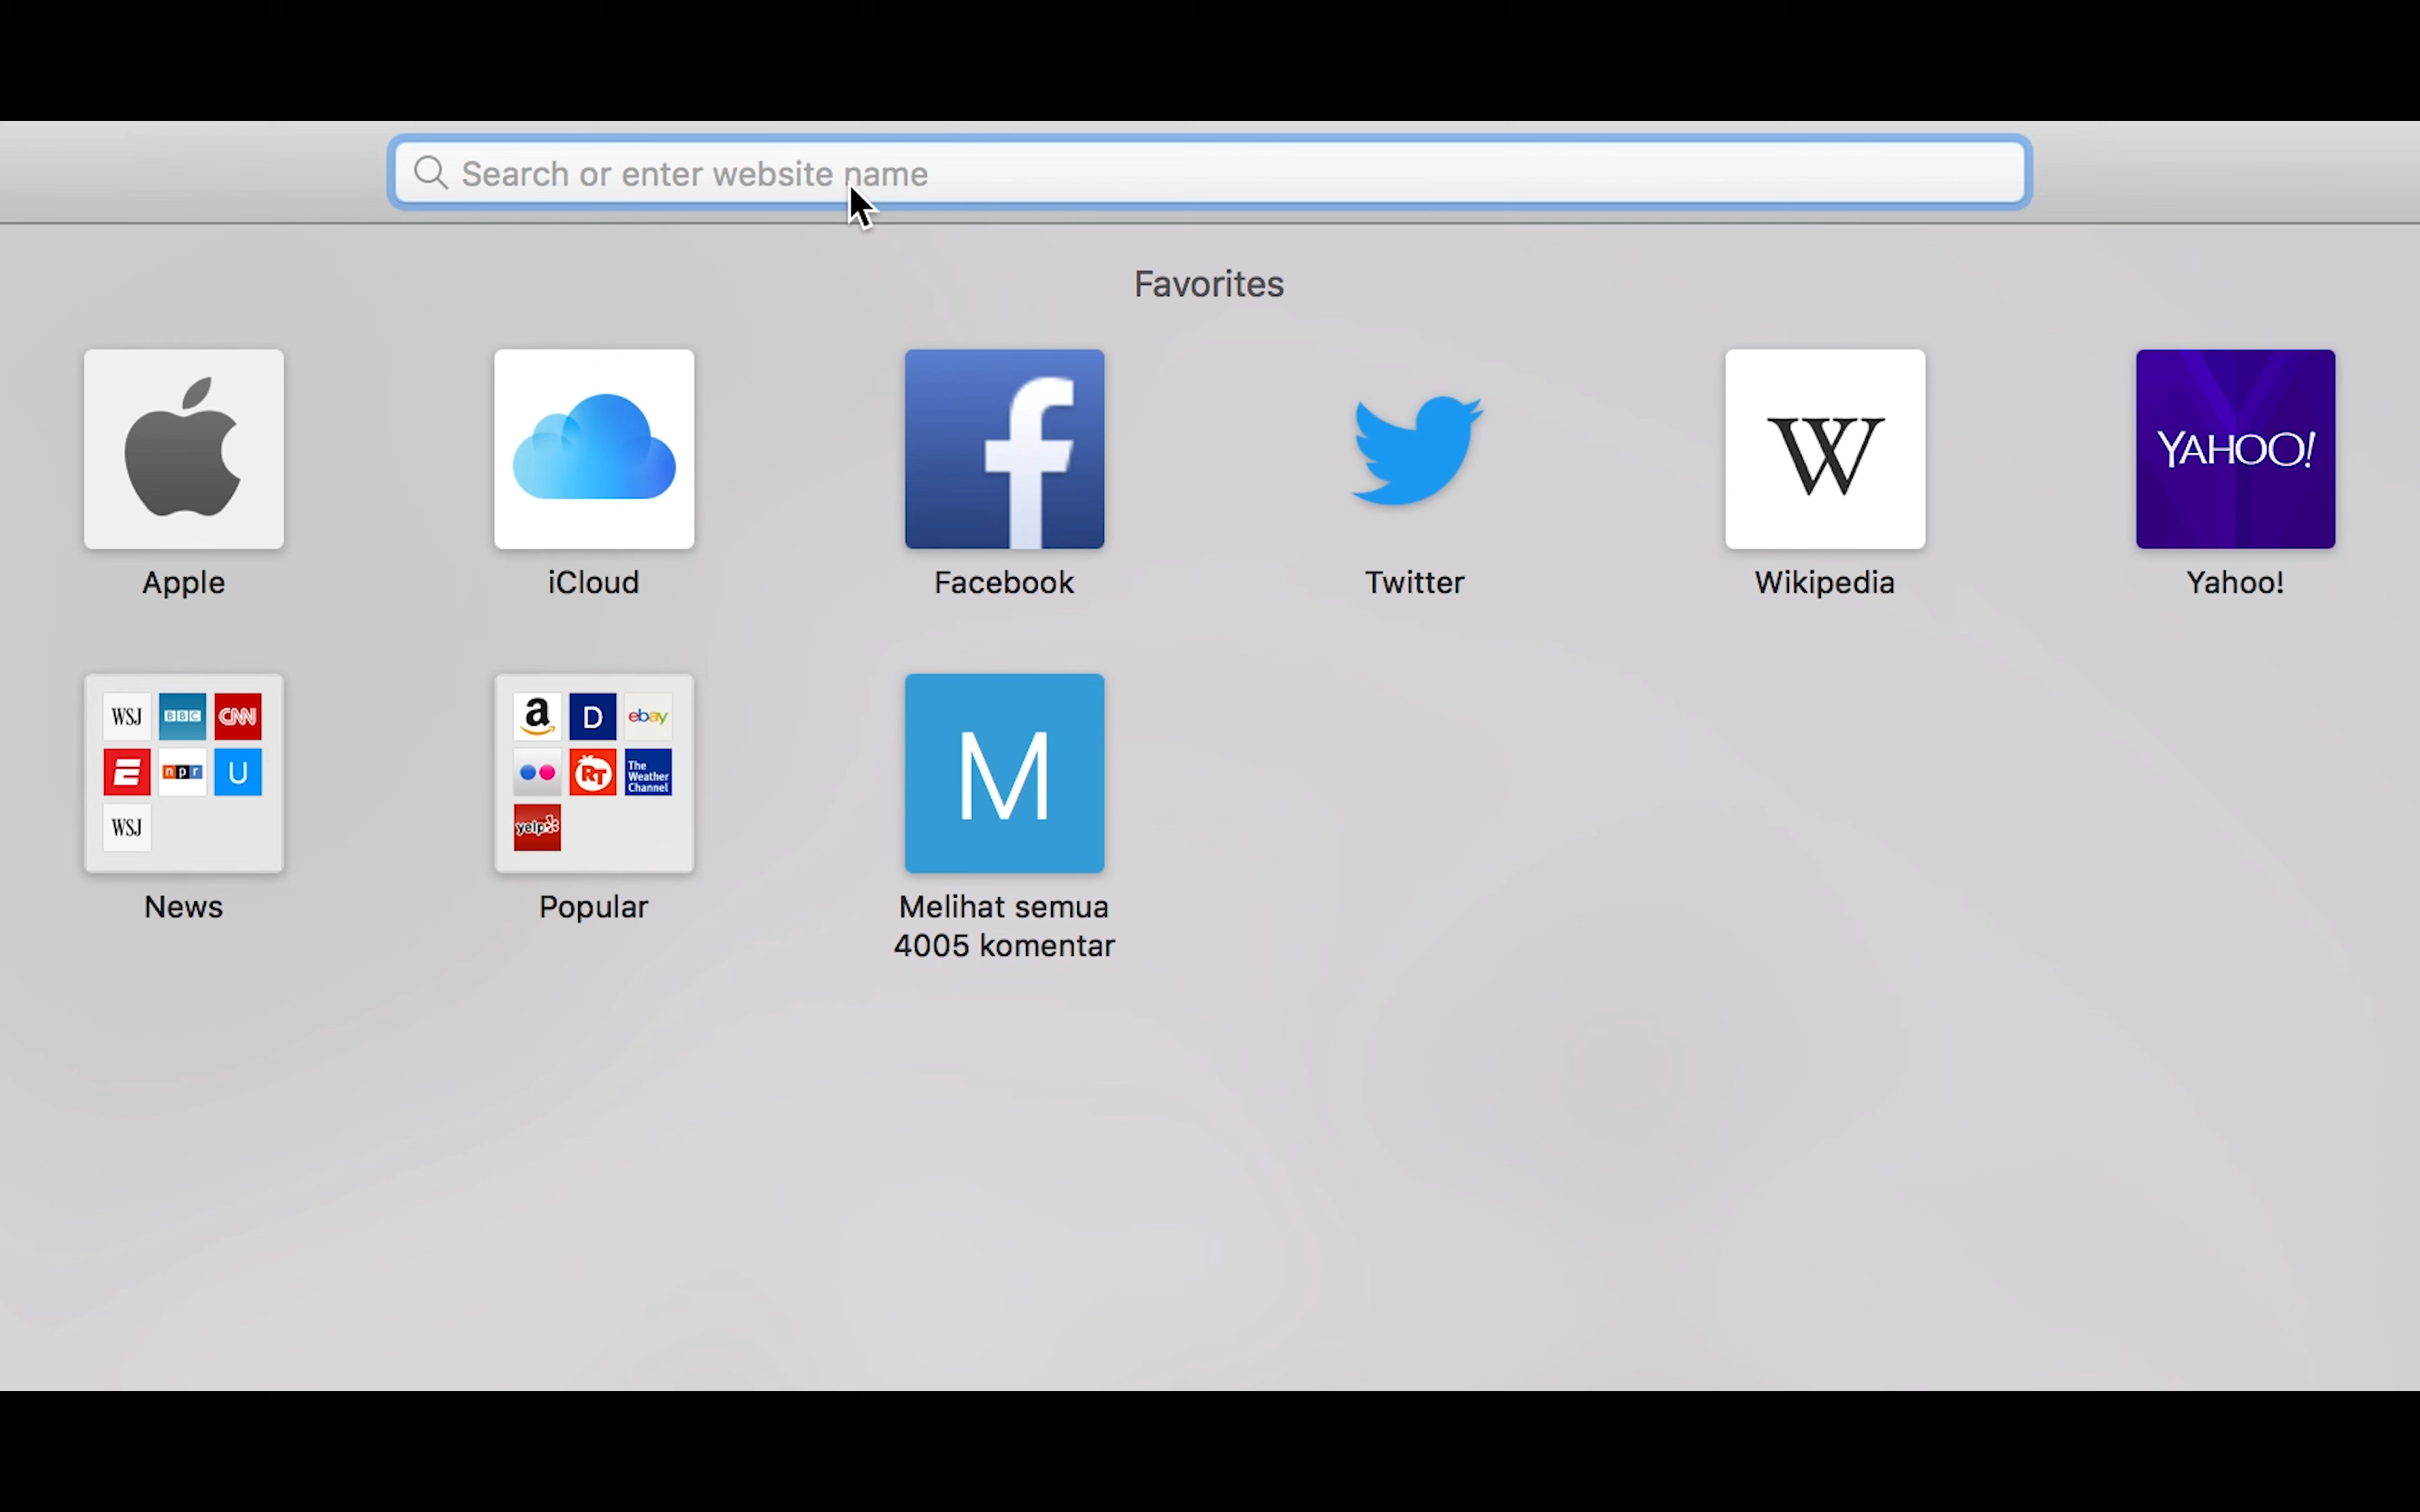 Search or enter website name
Favorites
YAHOO!
Apple
iCloud
Facebook
Twitter
Wikipedia
Yahoo!
WSJ BBC CNN
npr U
WSJ
a D ebay
RT The Weather Channel
yelp
M
News
Popular
Melihat semua
4005 komentar